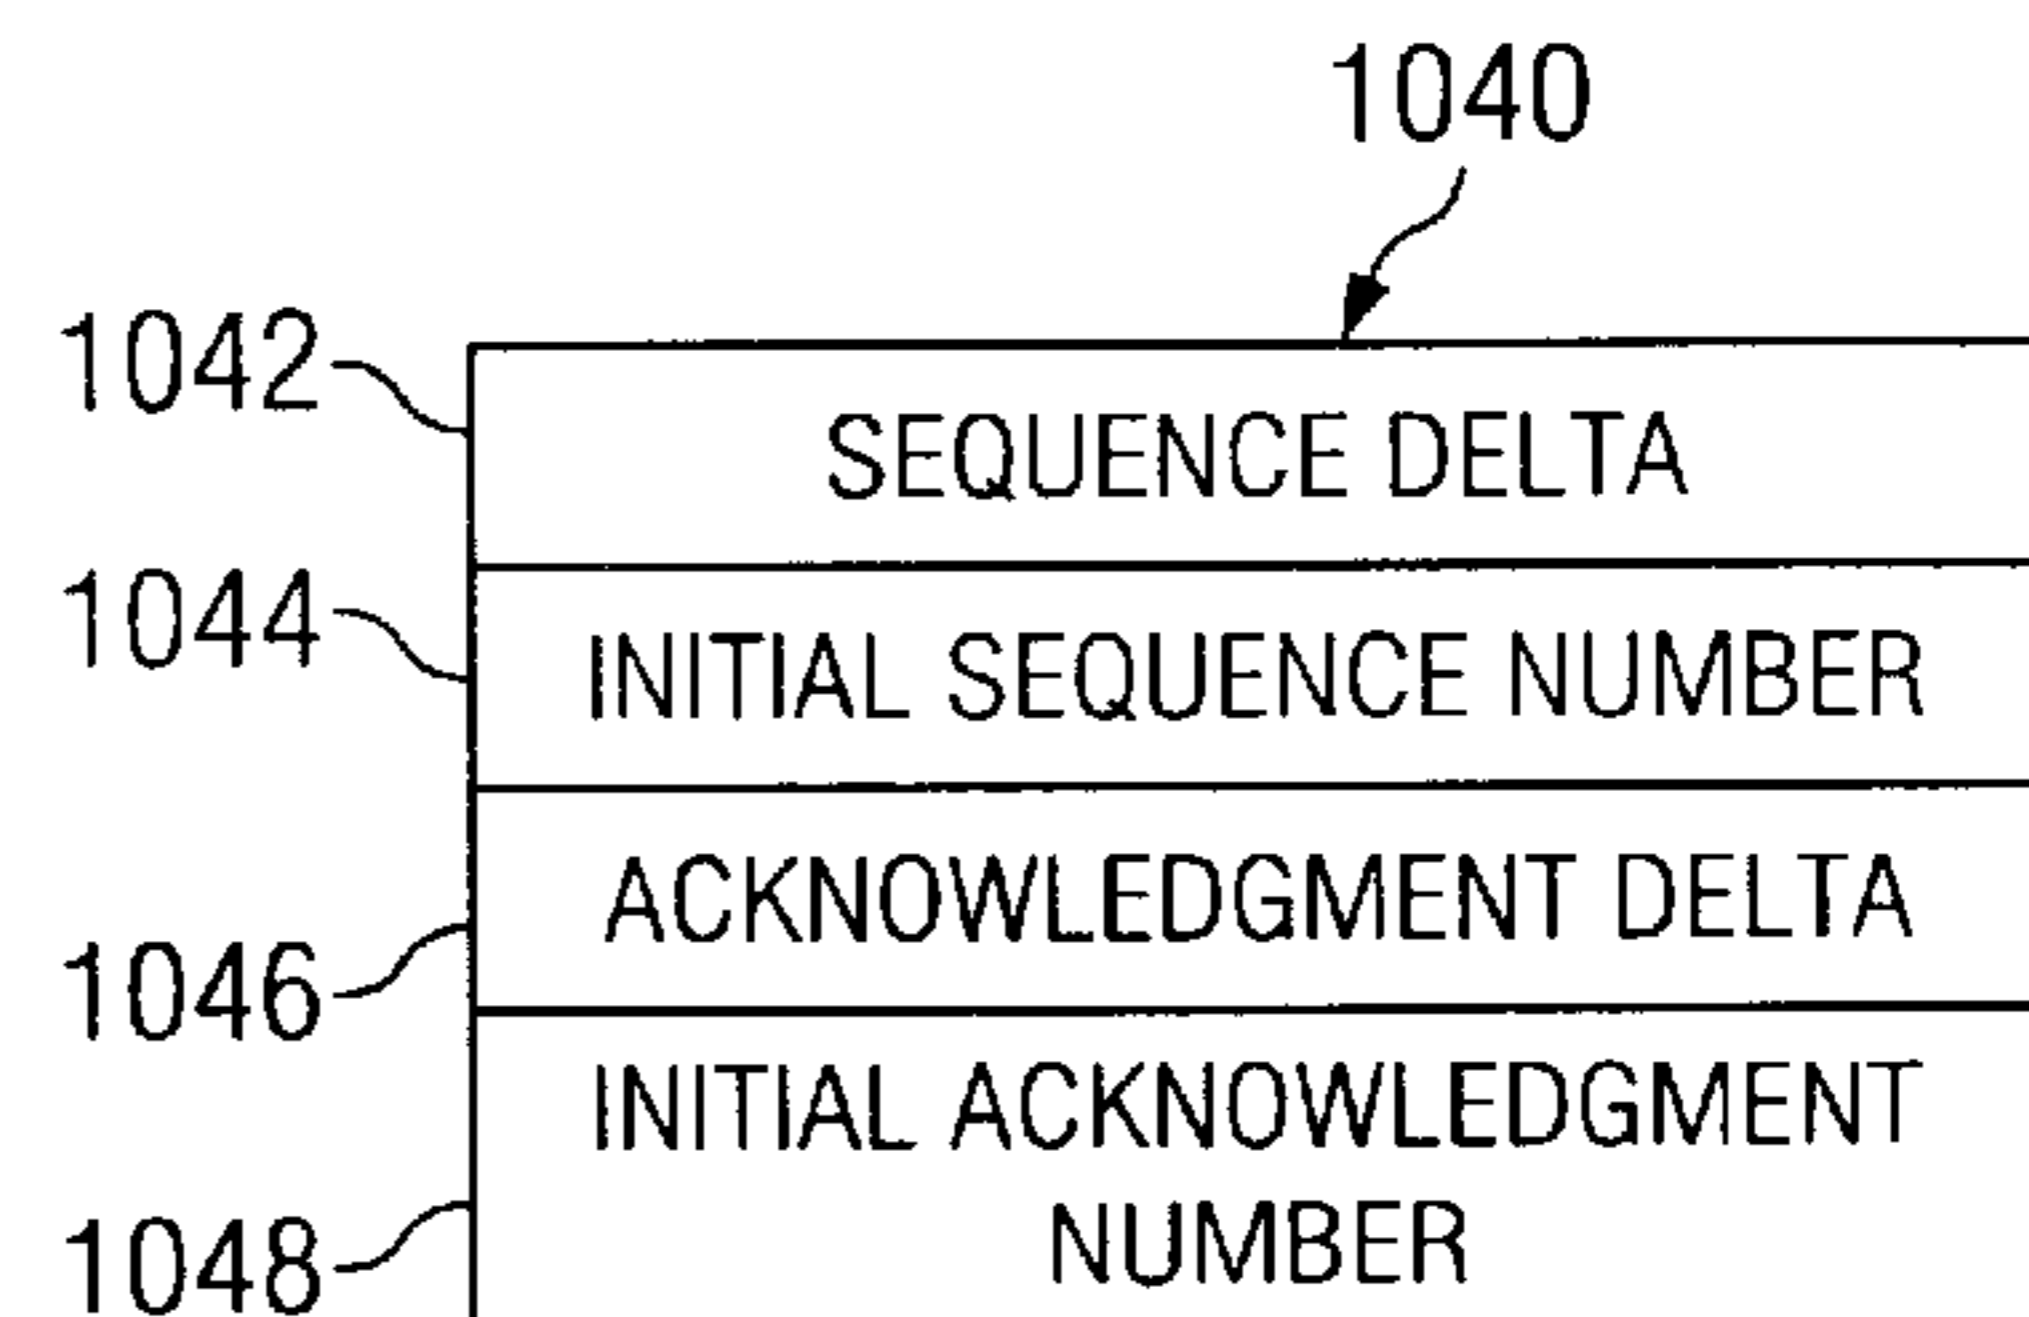 1040
1042
SEQUENCE DELTA
1044
INITIAL SEQUENCE NUMBER
ACKNOWLEDGMENT DELTA
1046
INITIAL ACKNOWLEDGMENT
NUMBER
1048